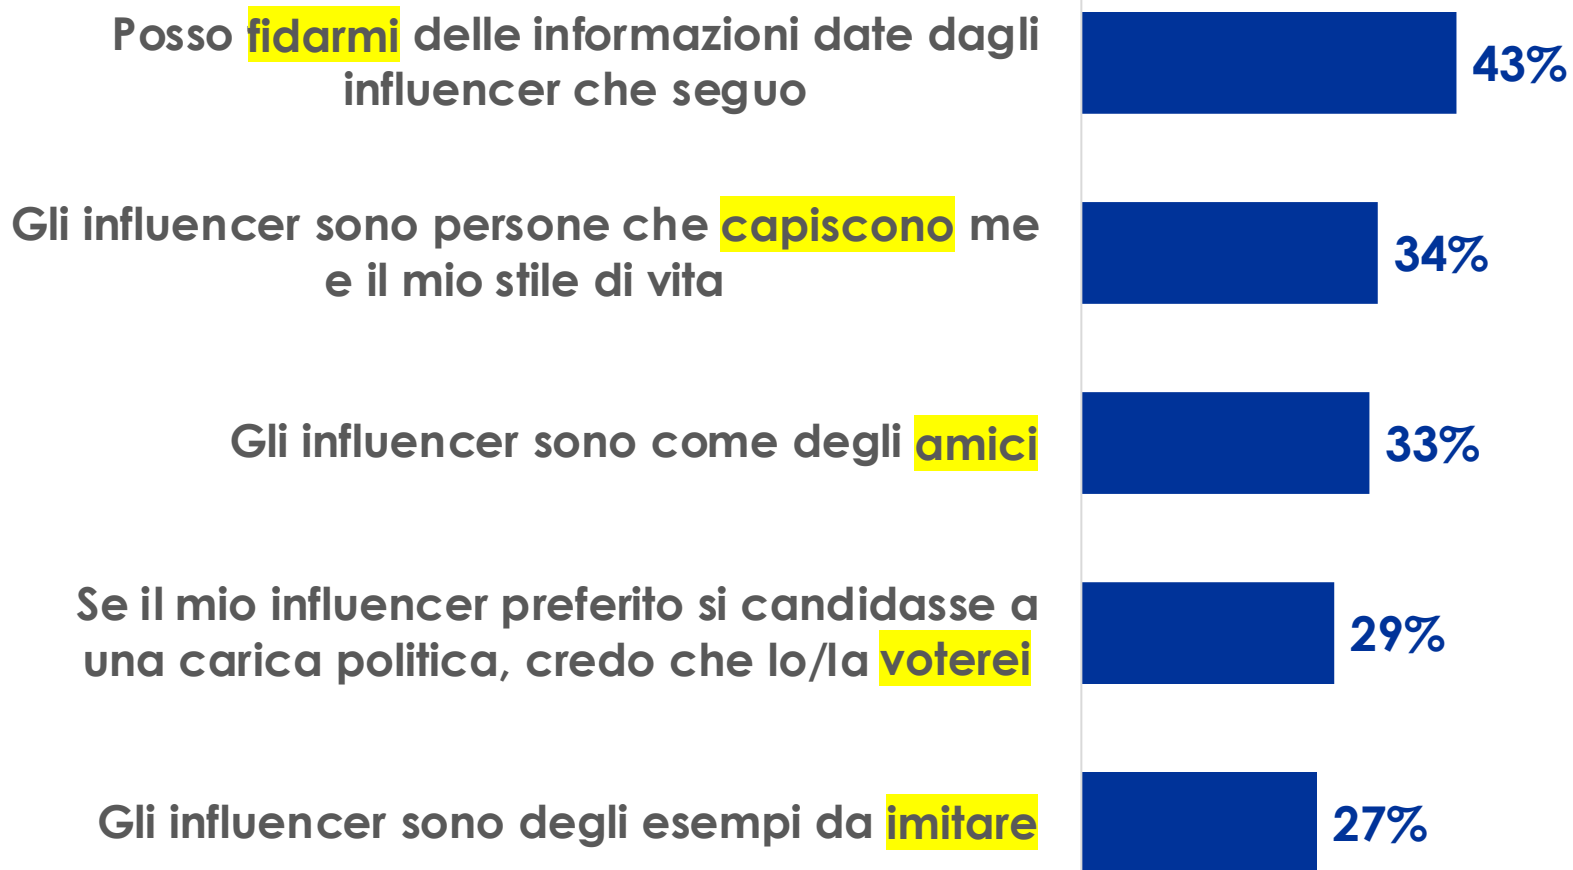 Posso fidarmi delle informazioni date dagli
influencer che seguo
43%
Gli influencer sono persone che capiscono me
e il mio stile di vita
34%
Gli influencer sono come degli amici
33%
Se il mio influencer preferito si candidasse a
una carica politica, credo che lo/la voterei
29%
Gli influencer sono degli esempi da imitare
27%